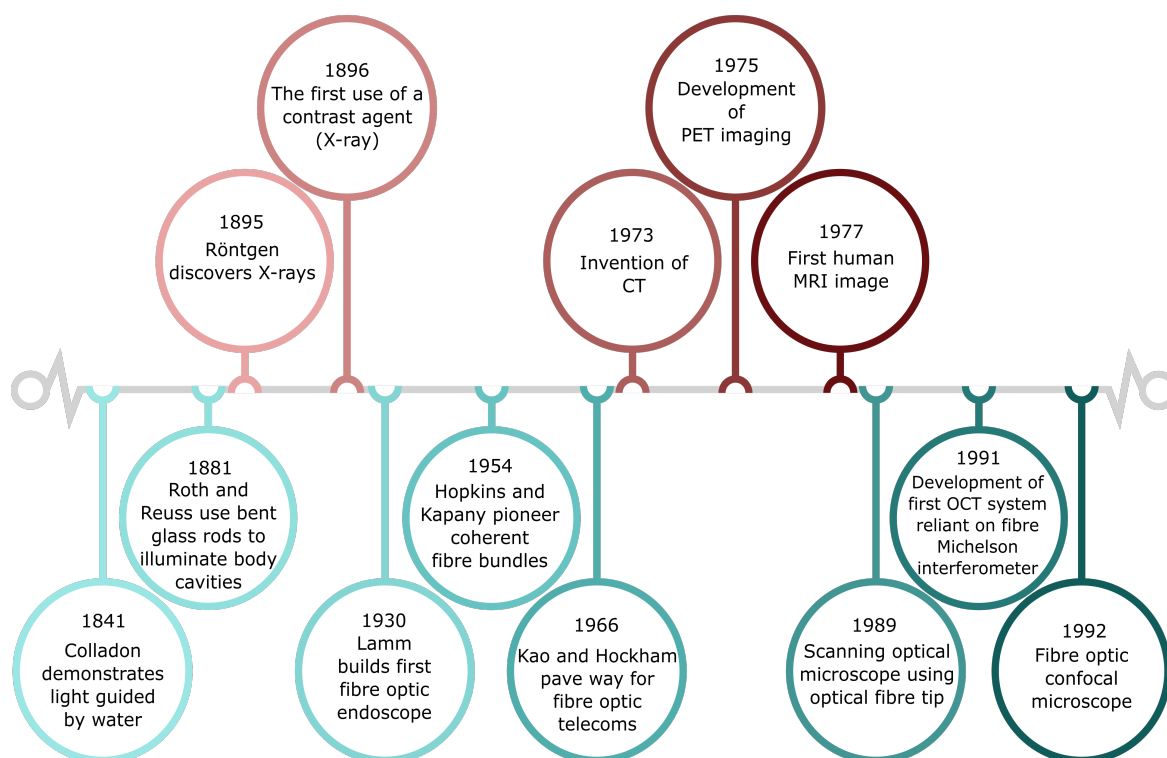 1896
The first use of a
contrast agent
(X-ray)
1975
Development
of
PET imaging
1895
Röntgen
discovers X-rays
1973
Invention of
CT
1977
First human
MRI image
1881
Roth and
Reuss use bent
glass rods to
illuminate body
cavities
1954
Hopkins and
Kapany pioneer
coherent
fibre bundles
1991
Development of
first OCT system
reliant on fibre
Michelson
interferometer
1841
Colladon
demonstrates
light guided
by water
1930
Lamm
builds first
fibre optic
endoscope
1966
Kao and Hockham
pave way for
fibre optic
telecoms
1989
Scanning optical
microscope using
optical fibre tip
1992
Fibre optic
confocal
microscope